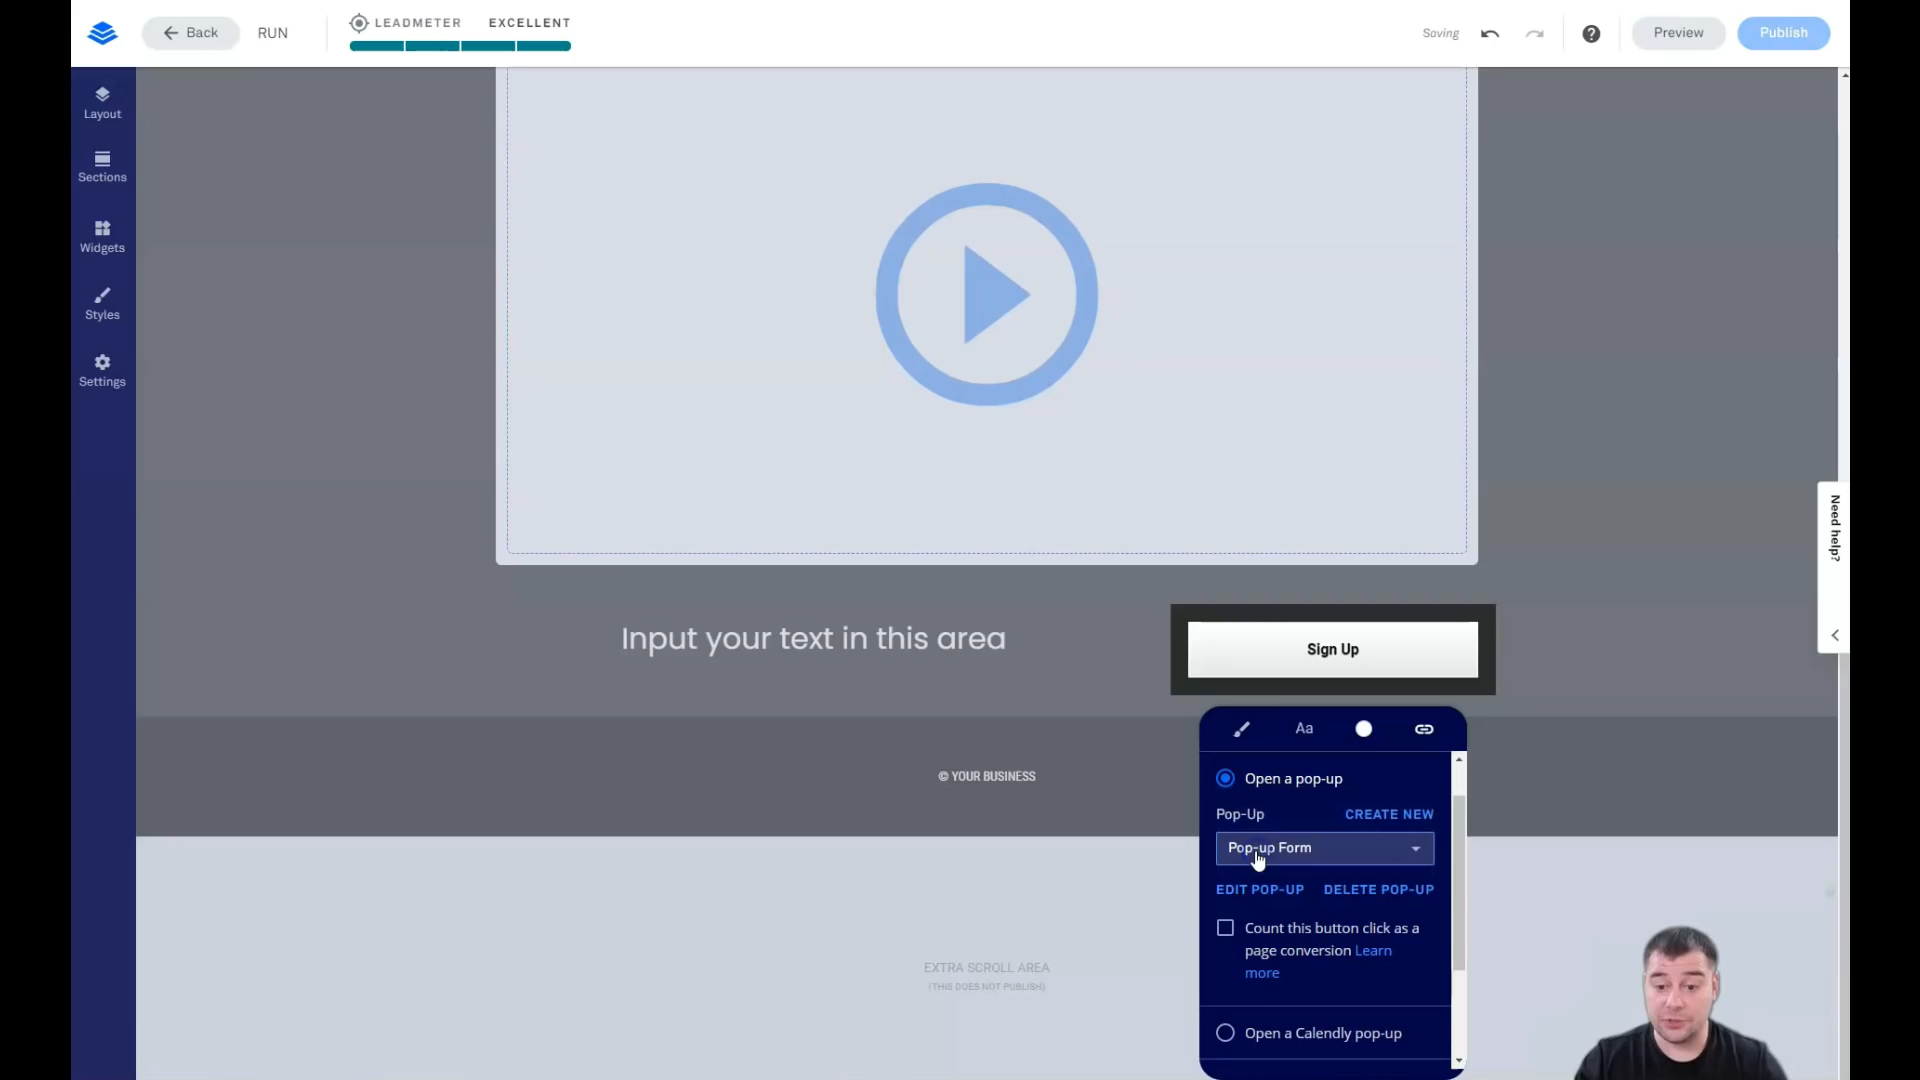 Back
RUN
LEADMETER EXCELLENT
Saving
Preview
Publish
Layout
Sections
Widgets
Styles
Settings
Need help?
Input your text in this area
Sign Up
Aa
© YOUR BUSINESS
Open a pop-up
Pop-Up CREATE NEW
Pop-up Form
EDIT POP-UP DELETE POP-UP
Count this button click as a
page conversion Learn
more
Open a Calendly pop-up
EXTRA SCROLL AREA
(THIS DOES NOT PUBLISH)